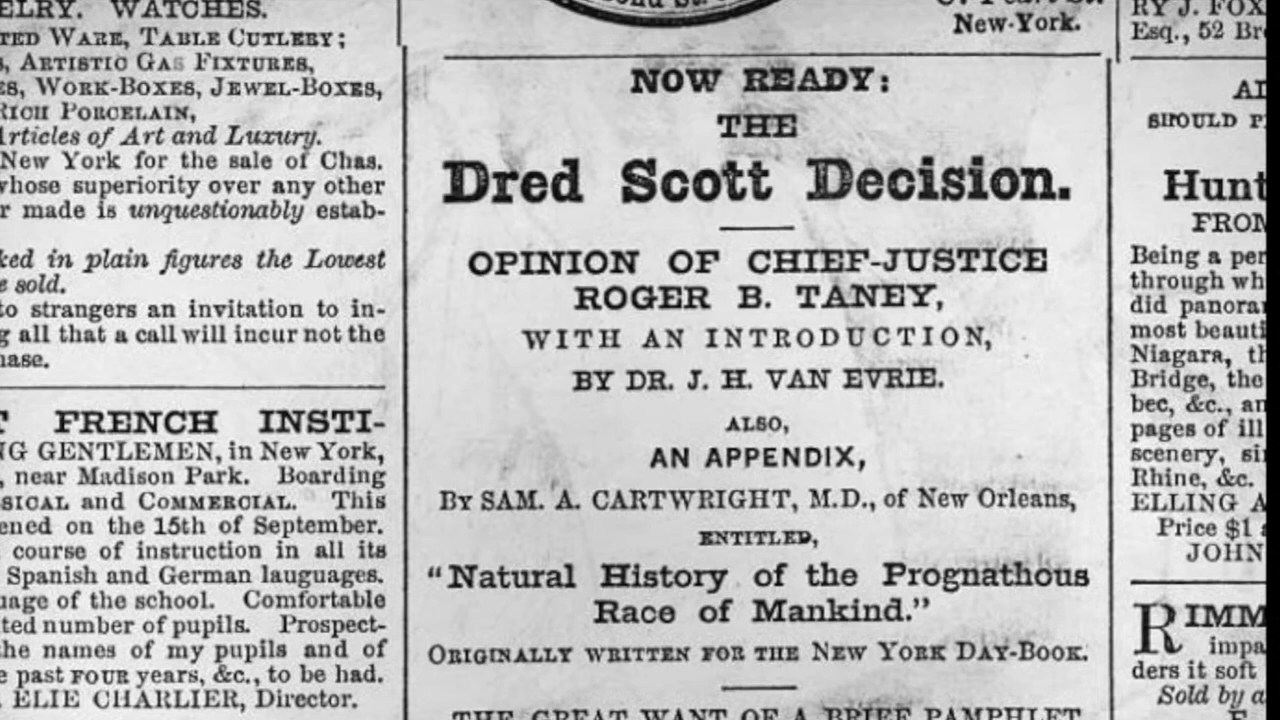 ELRY. WATCHES.
TED WARE, TABLE CUTLERY;
S, ARTISTIC GAS FIXTURES,
ES, WORK-BOXES, JEWEL-BOXES,
RICH PORCELAIN,
Articles of Art and Luxury.
New York for the sale of Chas.
whose superiority over any other
r made is unquestionably estab-
ked in plain figures the Lowest
e sold.
to strangers an invitation to in-
g all that a call will incur not the
hase.
T FRENCH INSTI-
NG GENTLEMEN, in New York,
, near Madison Park. Boarding
SSICAL and COMMERCIAL. This
ened on the 15th of September.
course of instruction in all its
Spanish and German lauguages.
uage of the school. Comfortable
ted number of pupils. Prospect-
the names of my pupils and of
e past FOUR years, &c., to be had.
ELIE CHARLIER, Director.
New-York.
NOW READY:
THE
Dred Scott Decision.
OPINION OF CHIEF-JUSTICE
ROGER B. TANEY,
WITH AN INTRODUCTION,
BY DR. J. H. VAN EVRIE.
ALSO,
AN APPENDIX,
By SAM. A. CARTWRIGHT, M.D., of New Orleans,
ENTITLED,
"Natural History of the Prognathous
Race of Mankind."
ORIGINALLY WRITTEN FOR THE NEW YORK DAY-BOOK.
THE GREAT WANT OF A BRIEF PAMPHLET
RY J. FOX
Esq., 52 Br
AD
SHOULD P
Hunt
FROM
Being a per
through wh
did panora
most beauti
Niagara, th
Bridge, the
bec, &c., an
pages of ill
scenery, si
Rhine, &c.
ELLING A
Price $1
JOHN
RIMM
impa
ders it soft
Sold by a